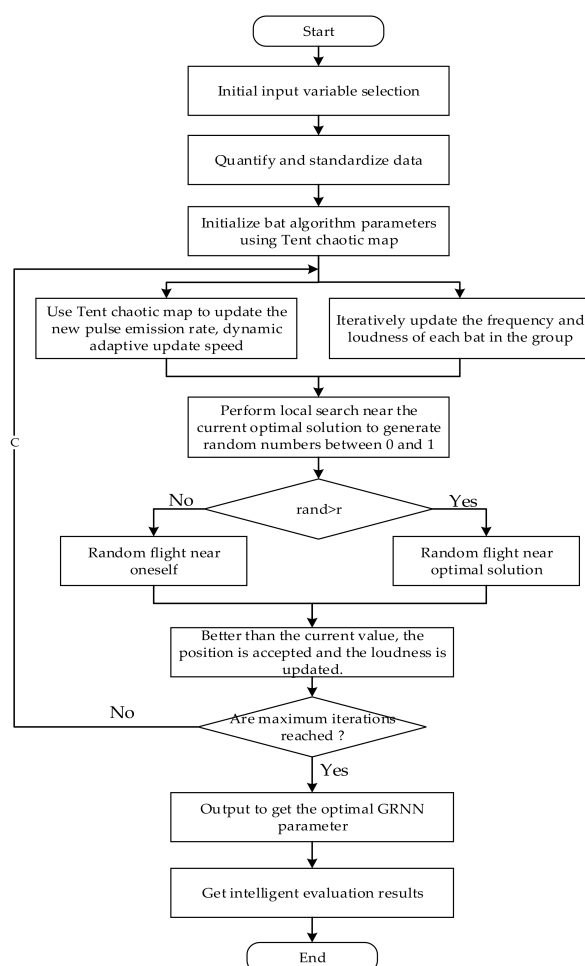 Start
Initial input variable selection
Quantify and standardize data
Initialize bat algorithm parameters
using Tent chaotic map
Use Tent chaotic map to update the
new pulse emission rate, dynamic
adaptive update speed
Iteratively update the frequency and
loudness of each bat in the group
Perform local search near the
current optimal solution to generate
random numbers between 0 and 1
C
No
rand>r
Yes
Random flight near
oneself
Random flight near
optimal solution
Better than the current value, the
position is accepted and the loudness is
updated.
No
Are maximum iterations
reached ?
Yes
Output to get the optimal GRNN
parameter
Get intelligent evaluation results
End